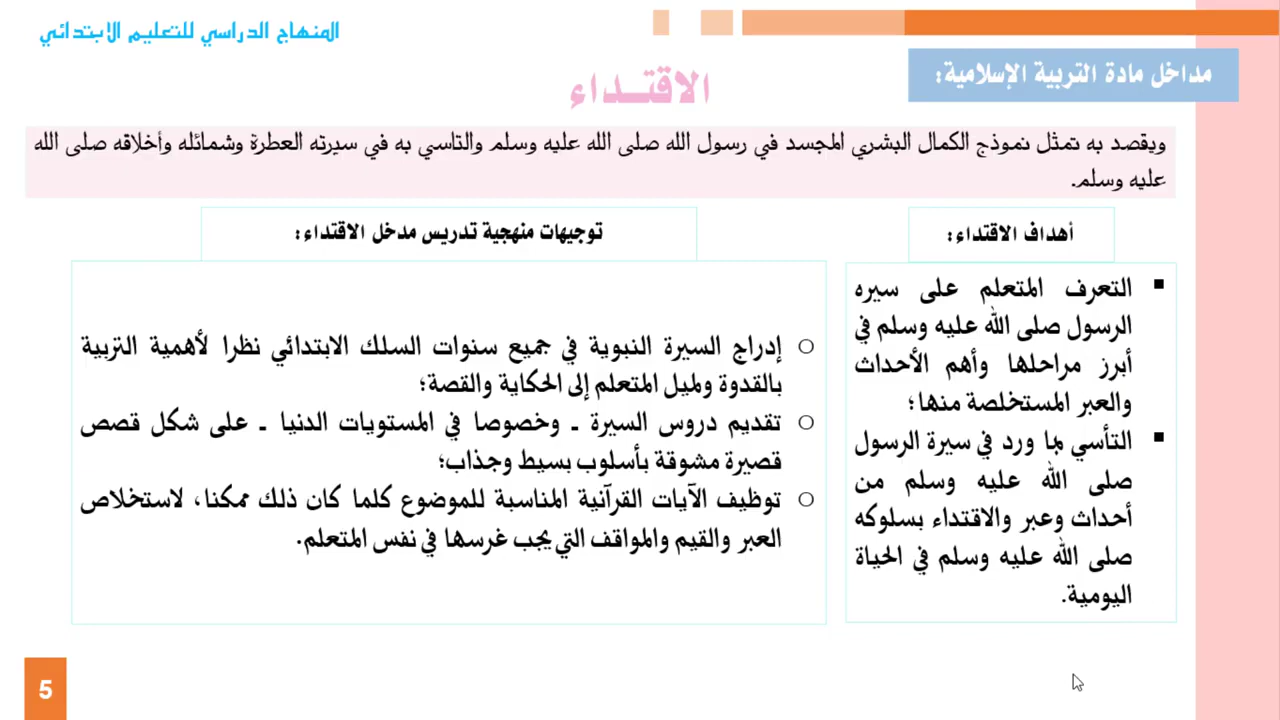 المنهاج الدراسي للتعليم الابتدائي
مداخل مادة التربية الإسلامية:
الاقتـداء
ويقصد به تمثل نموذج الكمال البشري المجسد في رسول الله صلى الله عليه وسلم والتاسي به في سيرته العطرة وشمائله وأخلاقه صلى الله
عليه وسلم.
أهداف الاقتداء:
التعرف المتعلم على سيره
الرسول صلى الله عليه وسلم في
أبرز مراحلها وأهم الأحداث
والعبر المستخلصة منها؛
التأسي بما ورد في سيرة الرسول
صلى الله عليه وسلم من
أحداث وعبر والاقتداء بسلوكه
صلى الله عليه وسلم في الحياة
اليومية.
توجيهات منهجية تدريس مدخل الاقتداء:
إدراج السيرة النبوية في جميع سنوات السلك الابتدائي نظرا لأهمية التربية
بالقدوة ولميل المتعلم إلى الحكاية والقصة؛
تقديم دروس السيرة ـ وخصوصا في المستويات الدنيا ـ على شكل قصص
قصيرة مشوقة بأسلوب بسيط وجذاب؛
توظيف الآيات القرآنية المناسبة للموضوع كلما كان ذلك ممكنا، لاستخلاص
العبر والقيم والمواقف التي يجب غرسها في نفس المتعلم.
5